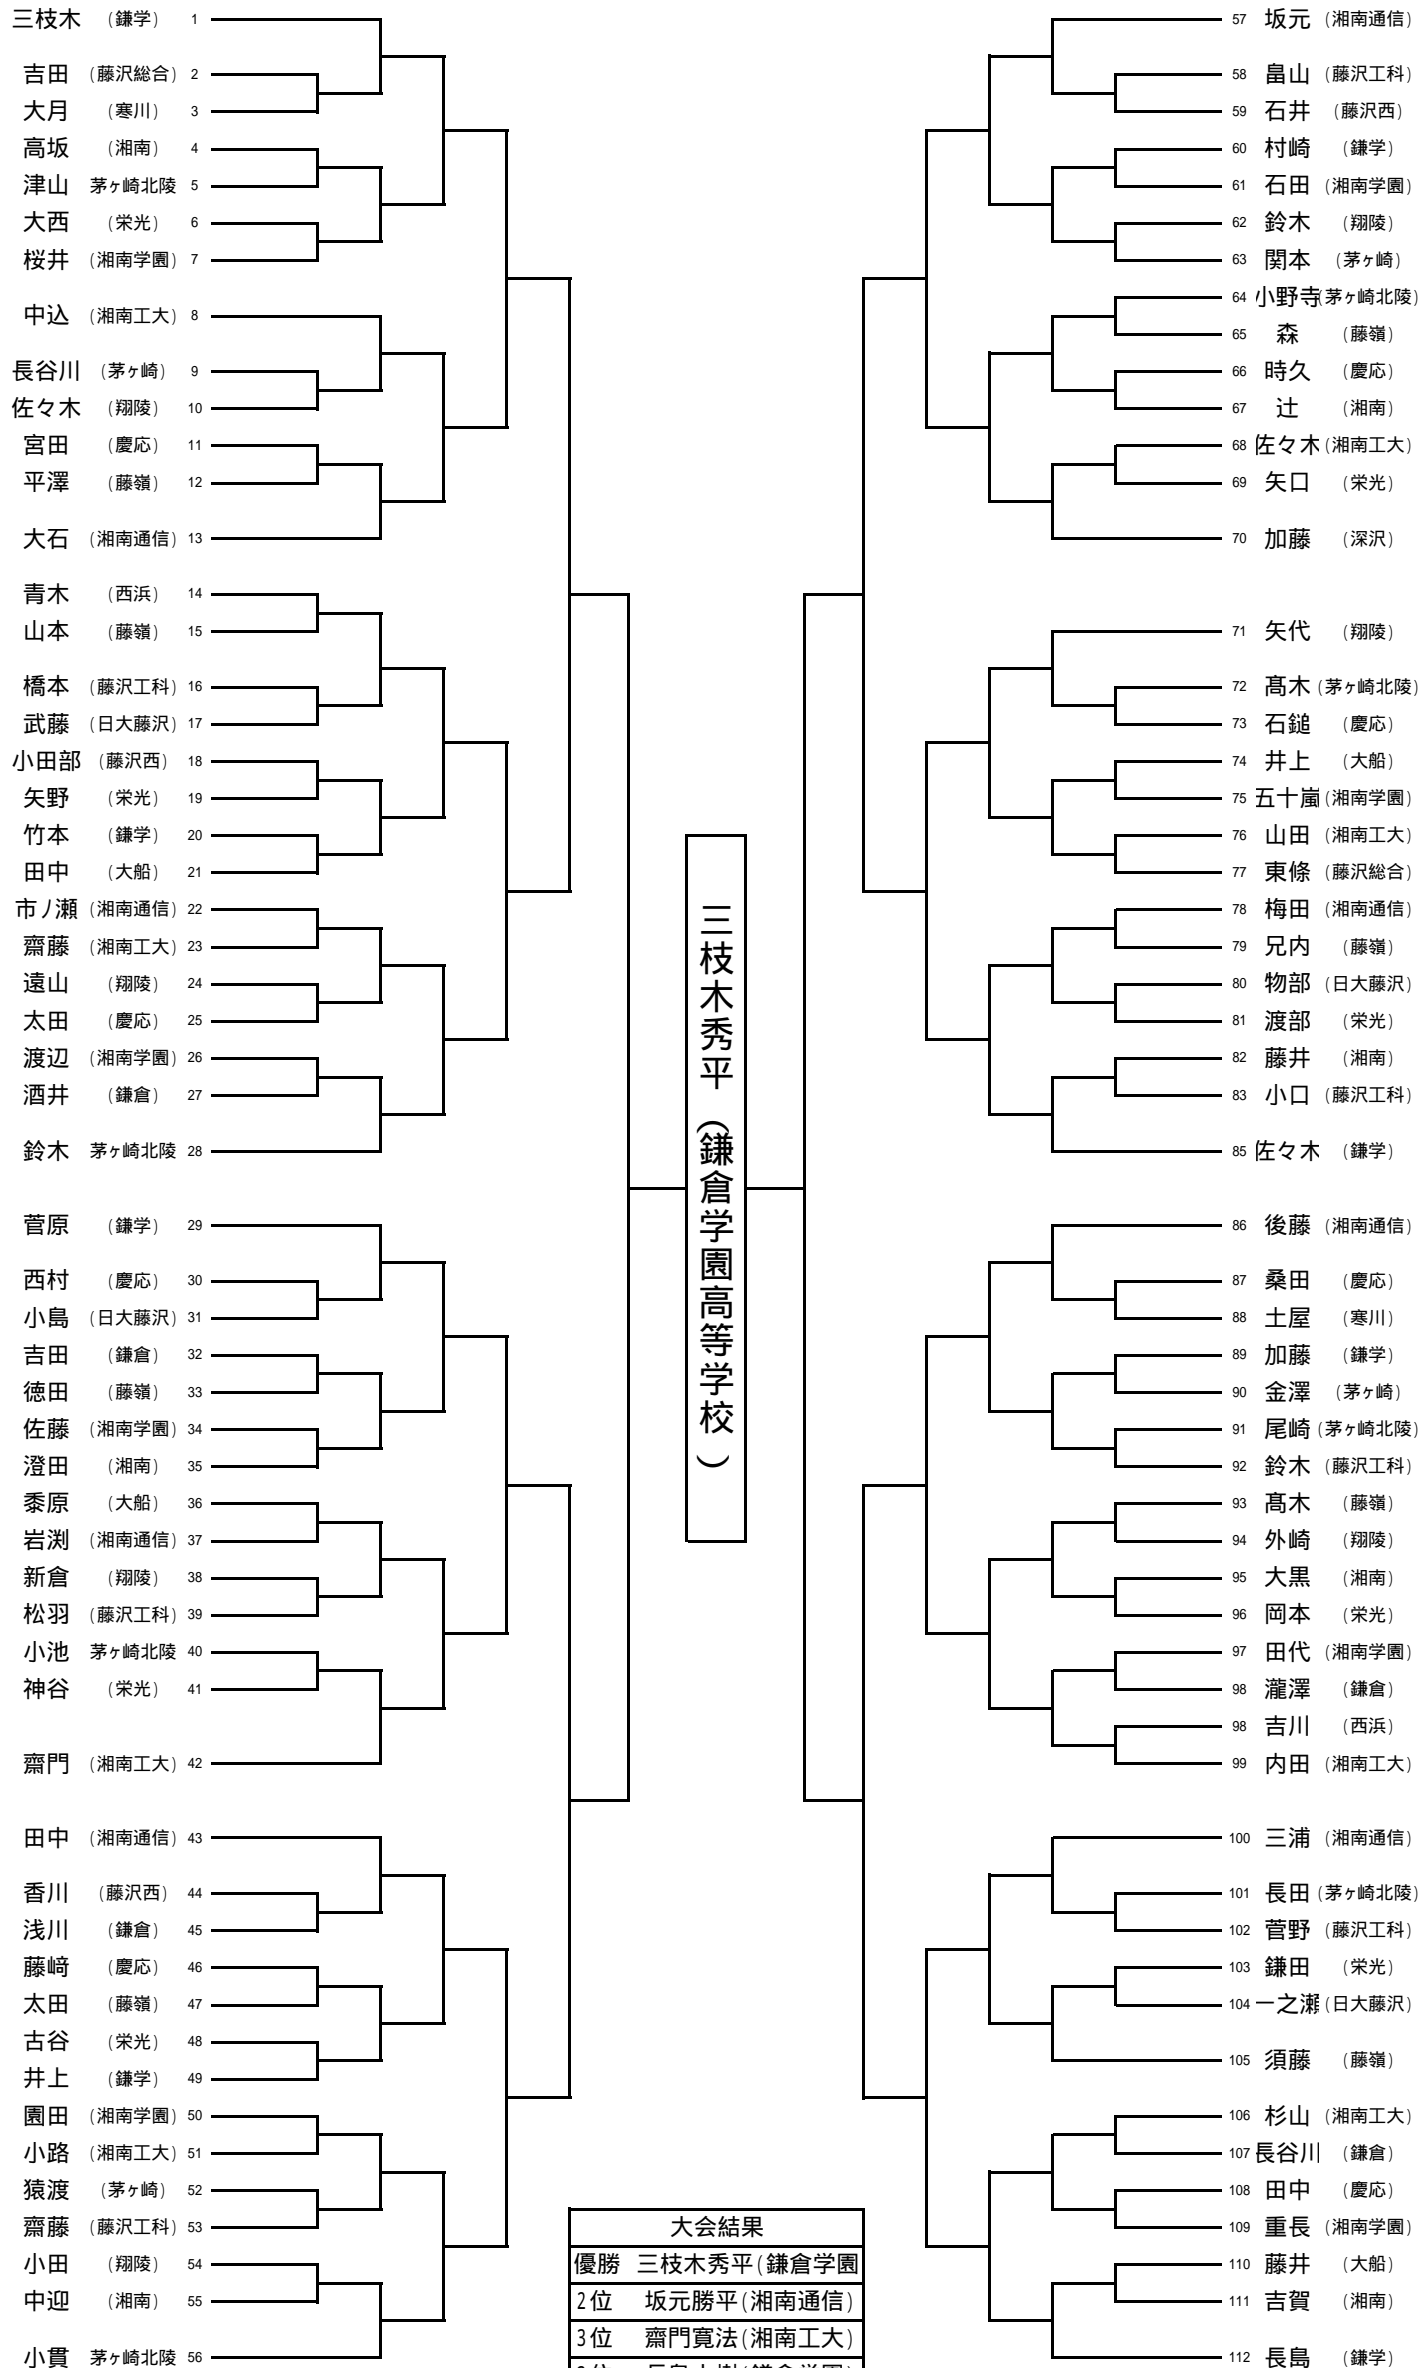 三枝木 (鎌学) 1
吉田 (藤沢総合) 2
大月 (寒川) 3
高坂 (湘南) 4
津山 茅ヶ崎北陵 5
大西 (栄光) 6
桜井 (湘南学園) 7
中込 (湘南工大) 8
長谷川 (茅ヶ崎) 9
佐々木 (翔陵) 10
宮田 (慶応) 11
平澤 (藤嶺) 12
大石 (湘南通信) 13
青木 (西浜) 14
山本 (藤嶺) 15
橋本 (藤沢工科) 16
武藤 (日大藤沢) 17
小田部 (藤沢西) 18
矢野 (栄光) 19
竹本 (鎌学) 20
田中 (大船) 21
市ノ瀬 (湘南通信) 22
齋藤 (湘南工大) 23
遠山 (翔陵) 24
太田 (慶応) 25
渡辺 (湘南学園) 26
酒井 (鎌倉) 27
鈴木 茅ヶ崎北陵 28
菅原 (鎌学) 29
西村 (慶応) 30
小島 (日大藤沢) 31
吉田 (鎌倉) 32
徳田 (藤嶺) 33
佐藤 (湘南学園) 34
澄田 (湘南) 35
黍原 (大船) 36
岩渕 (湘南通信) 37
新倉 (翔陵) 38
松羽 (藤沢工科) 39
小池 茅ヶ崎北陵 40
神谷 (栄光) 41
齋門 (湘南工大) 42
田中 (湘南通信) 43
香川 (藤沢西) 44
浅川 (鎌倉) 45
藤﨑 (慶応) 46
太田 (藤嶺) 47
古谷 (栄光) 48
井上 (鎌学) 49
園田 (湘南学園) 50
小路 (湘南工大) 51
猿渡 (茅ヶ崎) 52
齋藤 (藤沢工科) 53
小田 (翔陵) 54
中迎 (湘南) 55
小貫 茅ヶ崎北陵 56
三枝木秀平(鎌倉学園高等学校)
大会結果
優勝 三枝木秀平(鎌倉学園
2位 坂元勝平(湘南通信)
3位 齋門寛法(湘南工大)
57 坂元 (湘南通信)
58 畠山 (藤沢工科)
59 石井 (藤沢西)
60 村崎 (鎌学)
61 石田 (湘南学園)
62 鈴木 (翔陵)
63 関本 (茅ヶ崎)
64 小野寺(茅ヶ崎北陵)
65 森 (藤嶺)
66 時久 (慶応)
67 辻 (湘南)
68 佐々木 (湘南工大)
69 矢口 (栄光)
70 加藤 (深沢)
71 矢代 (翔陵)
72 髙木 (茅ヶ崎北陵)
73 石鎚 (慶応)
74 井上 (大船)
75 五十嵐 (湘南学園)
76 山田 (湘南工大)
77 東條 (藤沢総合)
78 梅田 (湘南通信)
79 兄内 (藤嶺)
80 物部 (日大藤沢)
81 渡部 (栄光)
82 藤井 (湘南)
83 小口 (藤沢工科)
85 佐々木 (鎌学)
86 後藤 (湘南通信)
87 桑田 (慶応)
88 土屋 (寒川)
89 加藤 (鎌学)
90 金澤 (茅ヶ崎)
91 尾崎 (茅ヶ崎北陵)
92 鈴木 (藤沢工科)
93 髙木 (藤嶺)
94 外崎 (翔陵)
95 大黒 (湘南)
96 岡本 (栄光)
97 田代 (湘南学園)
98 瀧澤 (鎌倉)
98 吉川 (西浜)
99 内田 (湘南工大)
100 三浦 (湘南通信)
101 長田 (茅ヶ崎北陵)
102 菅野 (藤沢工科)
103 鎌田 (栄光)
104 一之瀬 (日大藤沢)
105 須藤 (藤嶺)
106 杉山 (湘南工大)
107 長谷川 (鎌倉)
108 田中 (慶応)
109 重長 (湘南学園)
110 藤井 (大船)
111 吉賀 (湘南)
112 長島 (鎌学)